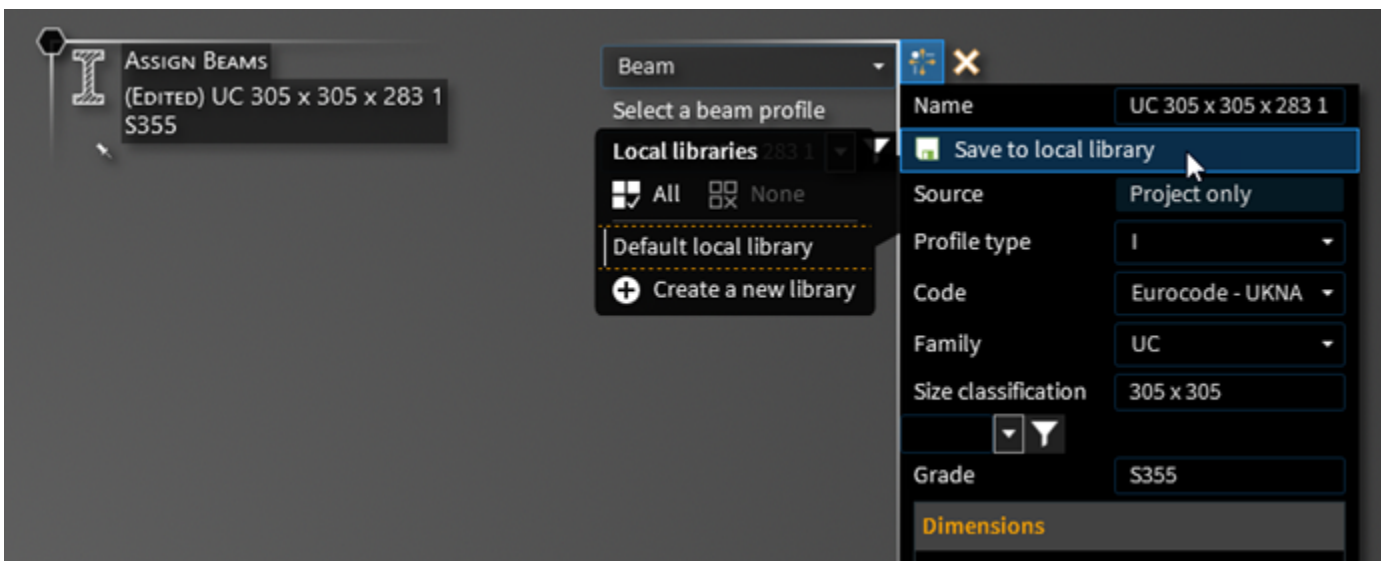 ASSIGN BEAMS
(EDITED) UC 305 x 305 x 283 1
S355
Beam
Select a beam profile
Local libraries 283 1
All None
Default local library
Create a new library
Name UC 305 x 305 x 283 1
Save to local library
Source Project only
Profile type I
Code Eurocode - UKNA
Family UC
Size classification 305 x 305
Grade S355
Dimensions